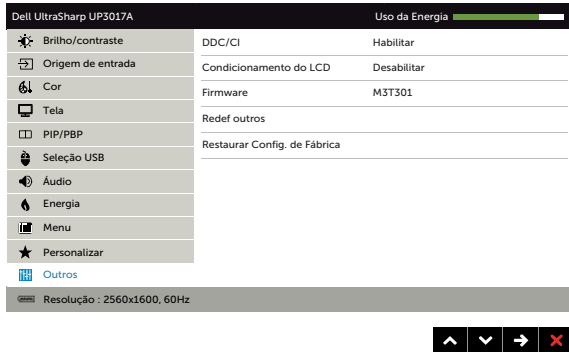 Dell UltraSharp UP3017A
Uso da Energia
Brilho/contraste
Origem de entrada
Cor
Tela
PIP/PBP
Seleção USB
Áudio
Energia
Menu
Personalizar
Outros
DDC/CI Habilitar
Condicionamento do LCD Desabilitar
Firmware M3T301
Redef outros
Restaurar Config. de Fábrica
Resolução : 2560x1600, 60Hz